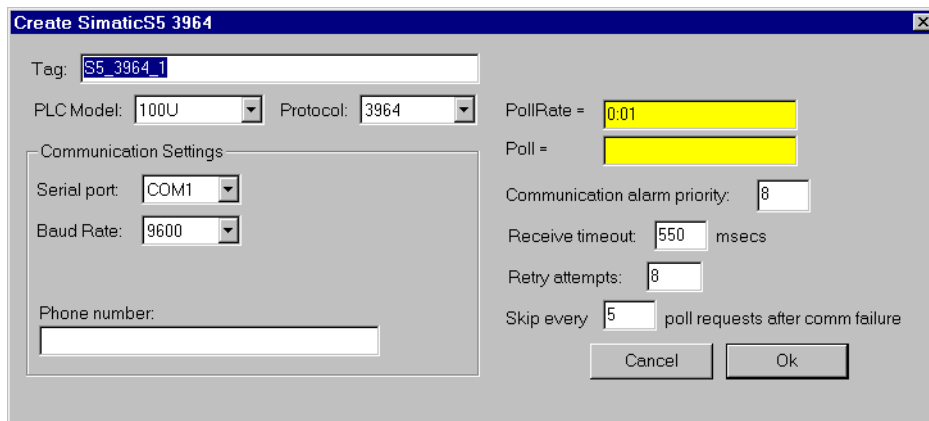 Create SimaticS5 3964
Tag: S5_3964_1
PLC Model: 100U Protocol: 3964
Communication Settings
Serial port: COM1
Baud Rate: 9600
Phone number:
PollRate = 0:01
Poll =
Communication alarm priority: 8
Receive timeout: 550 msecs
Retry attempts: 8
Skip every 5 poll requests after comm failure
Cancel Ok